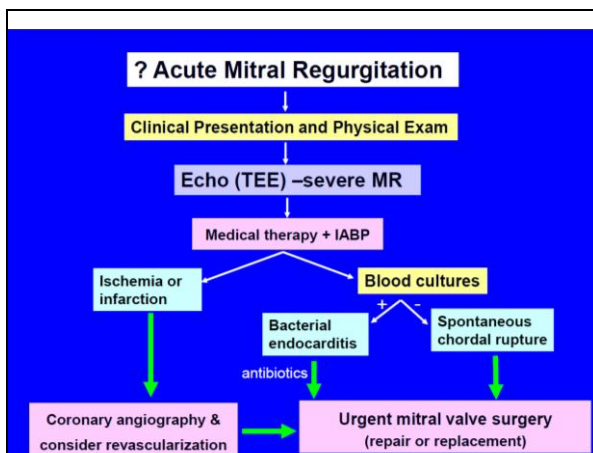 ? Acute Mitral Regurgitation
Clinical Presentation and Physical Exam
Echo (TEE) –severe MR
Medical therapy + IABP
Ischemia or
infarction
Blood cultures
+ -
Bacterial
endocarditis
Spontaneous
chordal rupture
antibiotics
Coronary angiography &
consider revascularization
Urgent mitral valve surgery
(repair or replacement)